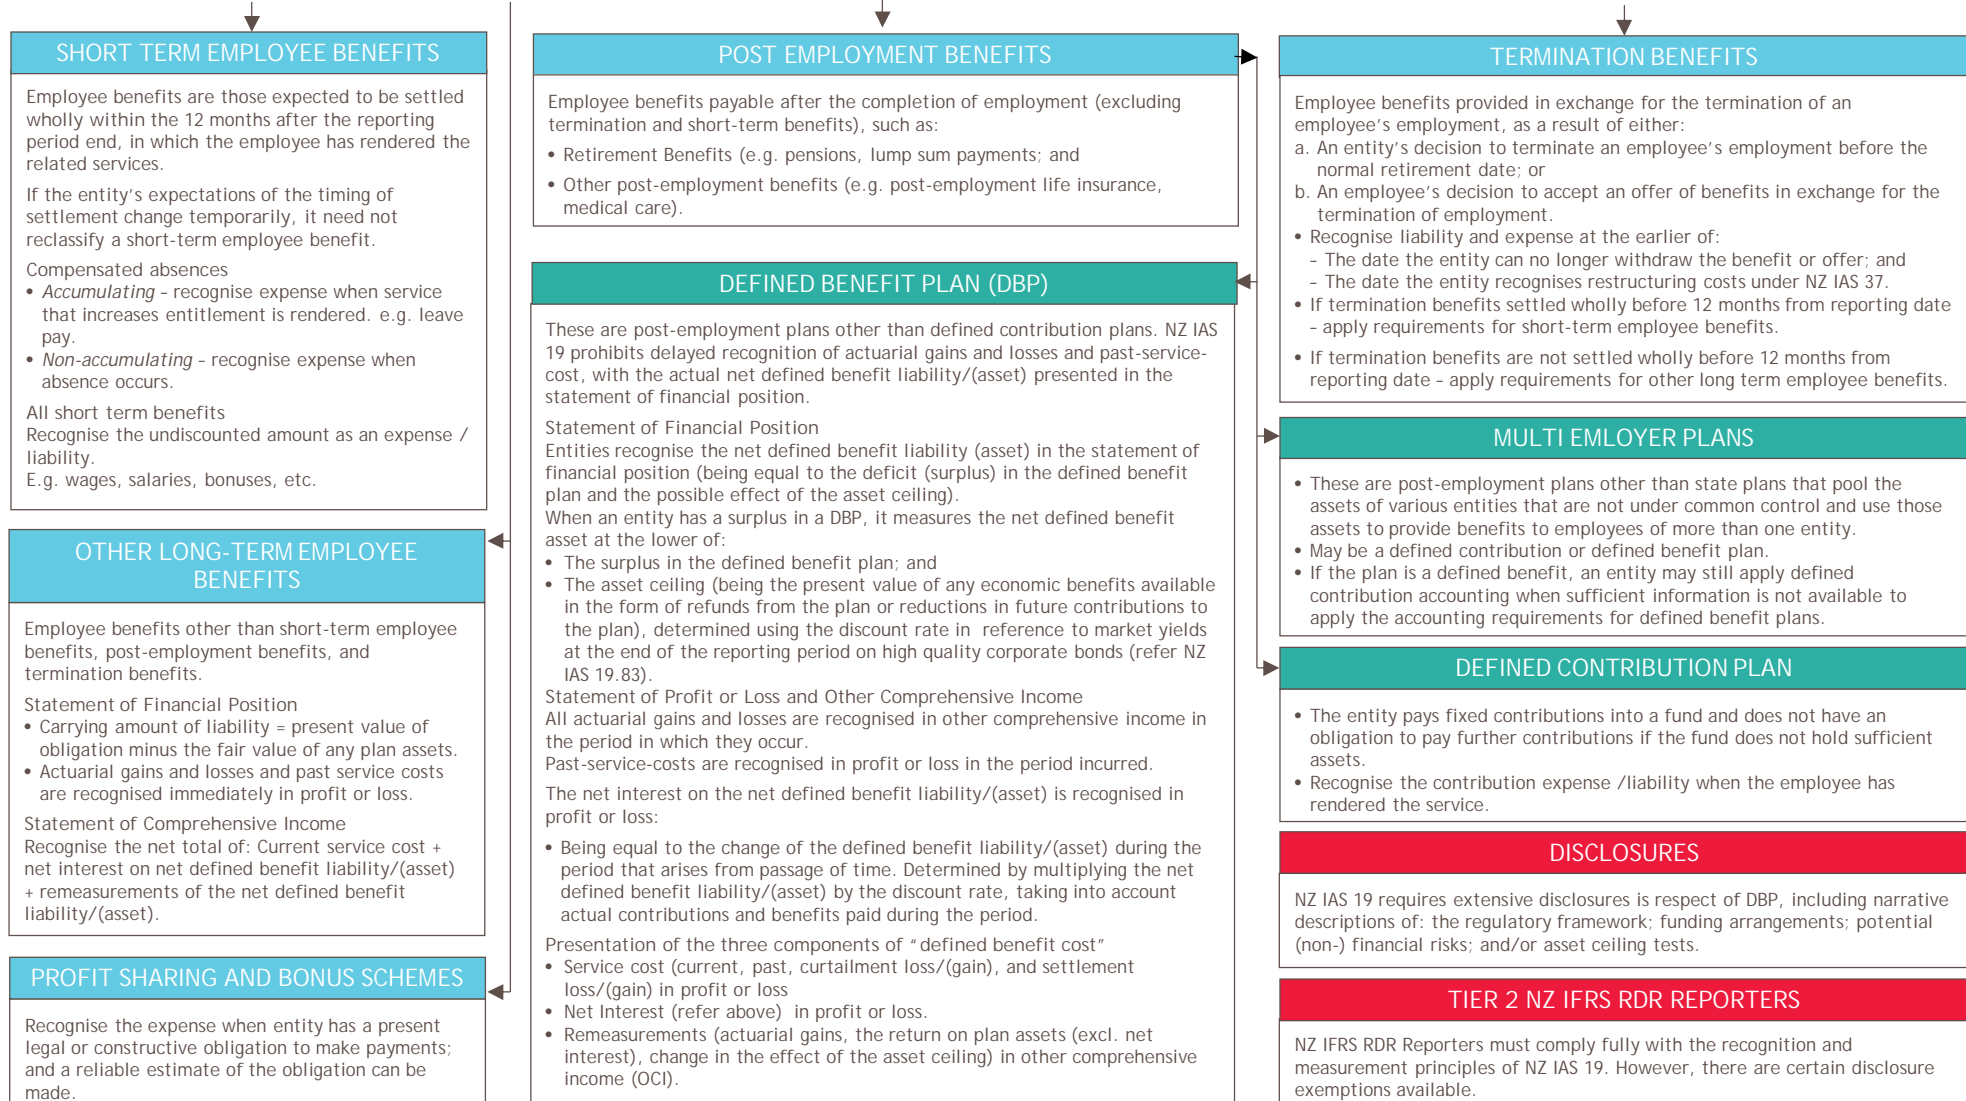 SHORT TERM EMPLOYEE BENEFITS
Employee benefits are those expected to be settled
wholly within the 12 months after the reporting
period end, in which the employee has rendered the
related services.
If the entity's expectations of the timing of
settlement change temporarily, it need not
reclassify a short-term employee benefit.
Compensated absences
• Accumulating – recognise expense when service
that increases entitlement is rendered. e.g. leave
pay.
• Non-accumulating – recognise expense when
absence occurs.
All short term benefits
Recognise the undiscounted amount as an expense /
liability.
E.g. wages, salaries, bonuses, etc.
OTHER LONG-TERM EMPLOYEE
BENEFITS
Employee benefits other than short-term employee
benefits, post-employment benefits, and
termination benefits.
Statement of Financial Position
• Carrying amount of liability = present value of
obligation minus the fair value of any plan assets.
• Actuarial gains and losses and past service costs
are recognised immediately in profit or loss.
Statement of Comprehensive Income
Recognise the net total of: Current service cost +
net interest on net defined benefit liability/(asset)
+ remeasurements of the net defined benefit
liability/(asset).
PROFIT SHARING AND BONUS SCHEMES
Recognise the expense when entity has a present
legal or constructive obligation to make payments;
and a reliable estimate of the obligation can be
made.
POST EMPLOYMENT BENEFITS
Employee benefits payable after the completion of employment (excluding
termination and short-term benefits), such as:
• Retirement Benefits (e.g. pensions, lump sum payments; and
• Other post-employment benefits (e.g. post-employment life insurance,
medical care).
DEFINED BENEFIT PLAN (DBP)
These are post-employment plans other than defined contribution plans. NZ IAS
19 prohibits delayed recognition of actuarial gains and losses and past-service-
cost, with the actual net defined benefit liability/(asset) presented in the
statement of financial position.
Statement of Financial Position
Entities recognise the net defined benefit liability (asset) in the statement of
financial position (being equal to the deficit (surplus) in the defined benefit
plan and the possible effect of the asset ceiling).
When an entity has a surplus in a DBP, it measures the net defined benefit
asset at the lower of:
• The surplus in the defined benefit plan; and
• The asset ceiling (being the present value of any economic benefits available
in the form of refunds from the plan or reductions in future contributions to
the plan), determined using the discount rate in reference to market yields
at the end of the reporting period on high quality corporate bonds (refer NZ
IAS 19.83).
Statement of Profit or Loss and Other Comprehensive Income
All actuarial gains and losses are recognised in other comprehensive income in
the period in which they occur.
Past-service-costs are recognised in profit or loss in the period incurred.
The net interest on the net defined benefit liability/(asset) is recognised in
profit or loss:
• Being equal to the change of the defined benefit liability/(asset) during the
period that arises from passage of time. Determined by multiplying the net
defined benefit liability/(asset) by the discount rate, taking into account
actual contributions and benefits paid during the period.
Presentation of the three components of "defined benefit cost"
• Service cost (current, past, curtailment loss/(gain), and settlement
loss/(gain) in profit or loss
• Net Interest (refer above) in profit or loss.
• Remeasurements (actuarial gains, the return on plan assets (excl. net
interest), change in the effect of the asset ceiling) in other comprehensive
income (OCI).
TERMINATION BENEFITS
Employee benefits provided in exchange for the termination of an
employee's employment, as a result of either:
a. An entity's decision to terminate an employee's employment before the
normal retirement date; or
b. An employee's decision to accept an offer of benefits in exchange for the
termination of employment.
• Recognise liability and expense at the earlier of:
– The date the entity can no longer withdraw the benefit or offer; and
– The date the entity recognises restructuring costs under NZ IAS 37.
• If termination benefits settled wholly before 12 months from reporting date
– apply requirements for short-term employee benefits.
• If termination benefits are not settled wholly before 12 months from
reporting date – apply requirements for other long term employee benefits.
MULTI EMLOYER PLANS
• These are post-employment plans other than state plans that pool the
assets of various entities that are not under common control and use those
assets to provide benefits to employees of more than one entity.
• May be a defined contribution or defined benefit plan.
• If the plan is a defined benefit, an entity may still apply defined
contribution accounting when sufficient information is not available to
apply the accounting requirements for defined benefit plans.
DEFINED CONTRIBUTION PLAN
• The entity pays fixed contributions into a fund and does not have an
obligation to pay further contributions if the fund does not hold sufficient
assets.
• Recognise the contribution expense /liability when the employee has
rendered the service.
DISCLOSURES
NZ IAS 19 requires extensive disclosures is respect of DBP, including narrative
descriptions of: the regulatory framework; funding arrangements; potential
(non-) financial risks; and/or asset ceiling tests.
TIER 2 NZ IFRS RDR REPORTERS
NZ IFRS RDR Reporters must comply fully with the recognition and
measurement principles of NZ IAS 19. However, there are certain disclosure
exemptions available.